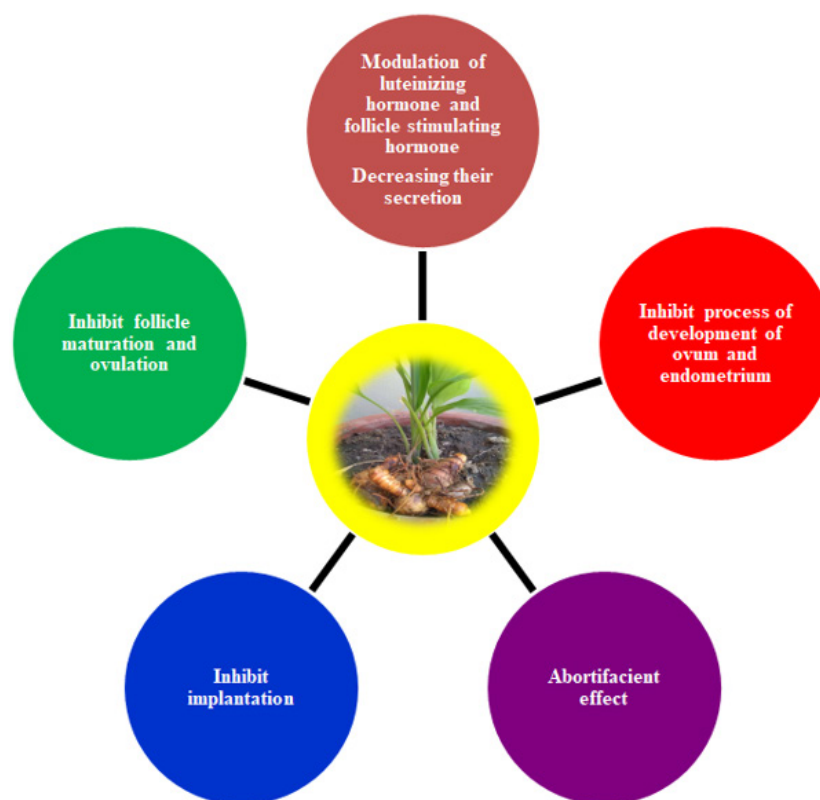 Modulation of
luteinizing
hormone and
follicle stimulating
hormone
Decreasing their
secretion
Inhibit follicle
maturation and
ovulation
Inhibit process of
development of
ovum and
endometrium
Inhibit
implantation
Abortifacient
effect